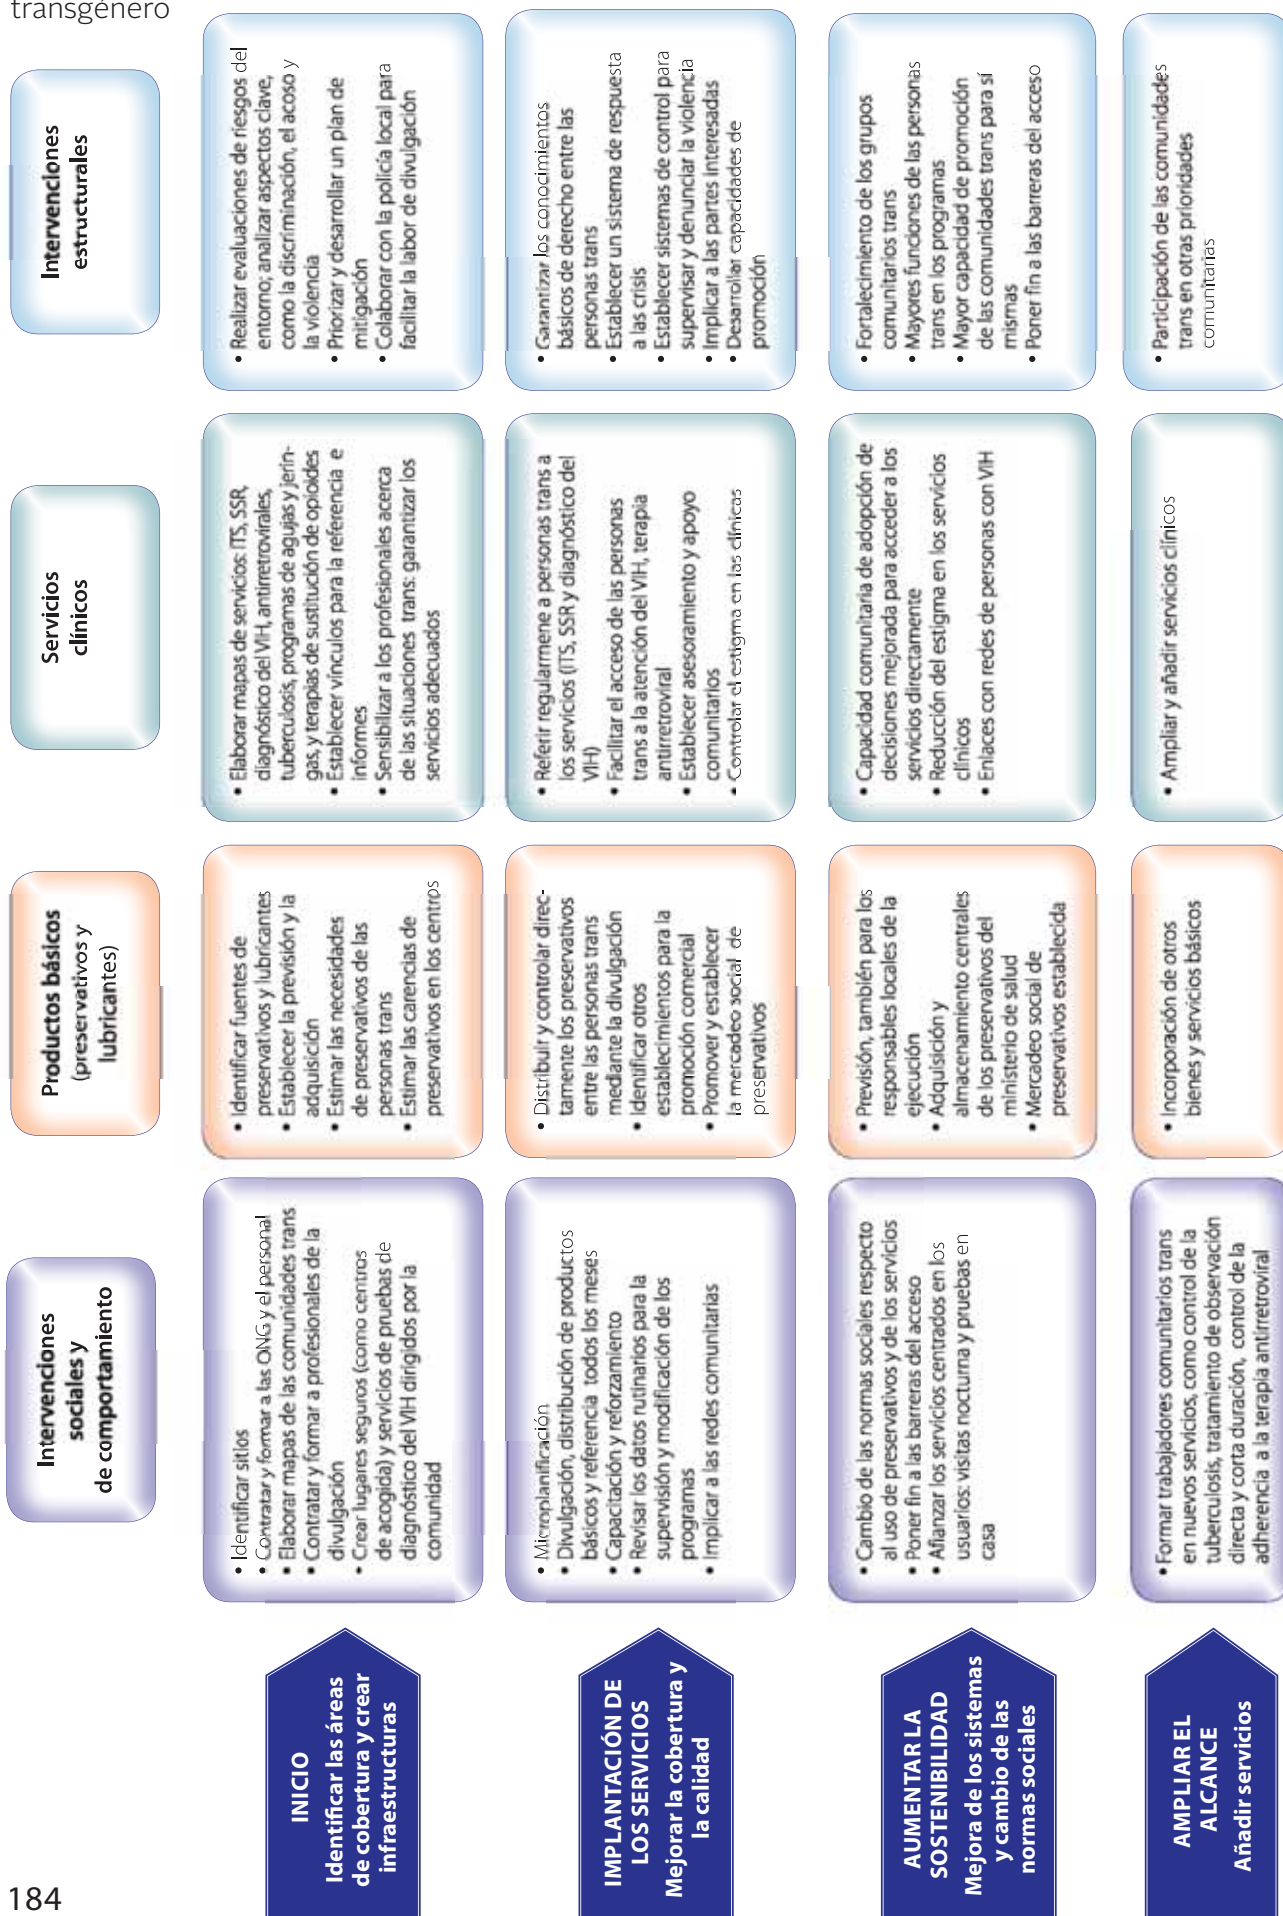 transgénero
184
Intervenciones
sociales y
de comportamiento
Productos básicos
(preservativos y
lubricantes)
Servicios
clínicos
Intervenciones
estructurales
INICIO
Identificar las áreas
de cobertura y crear
infraestructuras
• Identificar sitios
• Contratar y formar a las ONG y el personal
• Elaborar mapas de las comunidades trans
• Contratar y formar a profesionales de la
divulgación
• Crear lugares seguros (como centros
de acogida) y servicios de pruebas de
diagnóstico del VIH dirigidos por la
comunidad
• Identificar fuentes de
preservativos y lubricantes
• Establecer la previsión y la
adquisición
• Estimar las necesidades
de preservativos de las
personas trans
• Estimar las carencias de
preservativos en los centros
• Elaborar mapas de servicios: ITS, SSR,
diagnóstico del VIH, antirretrovirales,
tuberculosis, programas de agujas y jerin-
gas, y terapias de sustitución de opioides
• Establecer vínculos para la referencia e
informes
• Sensibilizar a los profesionales acerca
de las situaciones trans: garantizar los
servicios adecuados
• Realizar evaluaciones de riesgos del
entorno; analizar aspectos clave,
como la discriminación, el acoso y
la violencia
• Priorizar y desarrollar un plan de
mitigación
• Colaborar con la policía local para
facilitar la labor de divulgación
IMPLANTACIÓN DE
LOS SERVICIOS
Mejorar la cobertura y
la calidad
• Microplanificación
• Divulgación, distribución de productos
básicos y referencia todos los meses
• Capacitación y reforzamiento
• Revisar los datos rutinarios para la
supervisión y modificación de los
programas
• Implicar a las redes comunitarias
• Distribuir y controlar direc-
tamente los preservativos
entre las personas trans
mediante la divulgación
• Identificar otros
establecimientos para la
promoción comercial
• Promover y establecer
la mercadeo social de
preservativos
• Referir regularmene a personas trans a
los servicios (ITS, SSR y diagnóstico del
VIH)
• Facilitar el acceso de las personas
trans a la atención del VIH, terapia
antirretroviral
• Establecer asesoramiento y apoyo
comunitarios
• Controlar el estigma en las clínicas
• Garantizar los conocimientos
básicos de derecho entre las
personas trans
• Establecer un sistema de respuesta
a las crisis
• Establecer sistemas de control para
supervisar y denunciar la violencia
• Implicar a las partes interesadas
• Desarrollar capacidades de
promoción
AUMENTAR LA
SOSTENIBILIDAD
Mejora de los sistemas
y cambio de las
normas sociales
• Cambio de las normas sociales respecto
al uso de preservativos y de los servicios
• Poner fin a las barreras del acceso
• Afianzar los servicios centrados en los
usuarios: visitas nocturna y pruebas en
casa
• Previsión, también para los
responsables locales de la
ejecución
• Adquisición y
almacenamiento centrales
de los preservativos del
ministerio de salud
• Mercadeo social de
preservativos establecida
• Capacidad comunitaria de adopción de
decisiones mejorada para acceder a los
servicios directamente
• Reducción del estigma en los servicios
clínicos
• Enlaces con redes de personas con VIH
• Fortalecimiento de los grupos
comunitarios trans
• Mayores funciones de las personas
trans en los programas
• Mayor capacidad de promoción
de las comunidades trans para sí
mismas
• Poner fin a las barreras del acceso
AMPLIAR EL
ALCANCE
Añadir servicios
• Formar trabajadores comunitarios trans
en nuevos servicios, como control de la
tuberculosis, tratamiento de observación
directa y corta duración, control de la
adherencia a la terapia antirretroviral
• Incorporación de otros
bienes y servicios básicos
• Ampliar y añadir servicios clínicos
• Participación de las comunidades
trans en otras prioridades
comunitarias